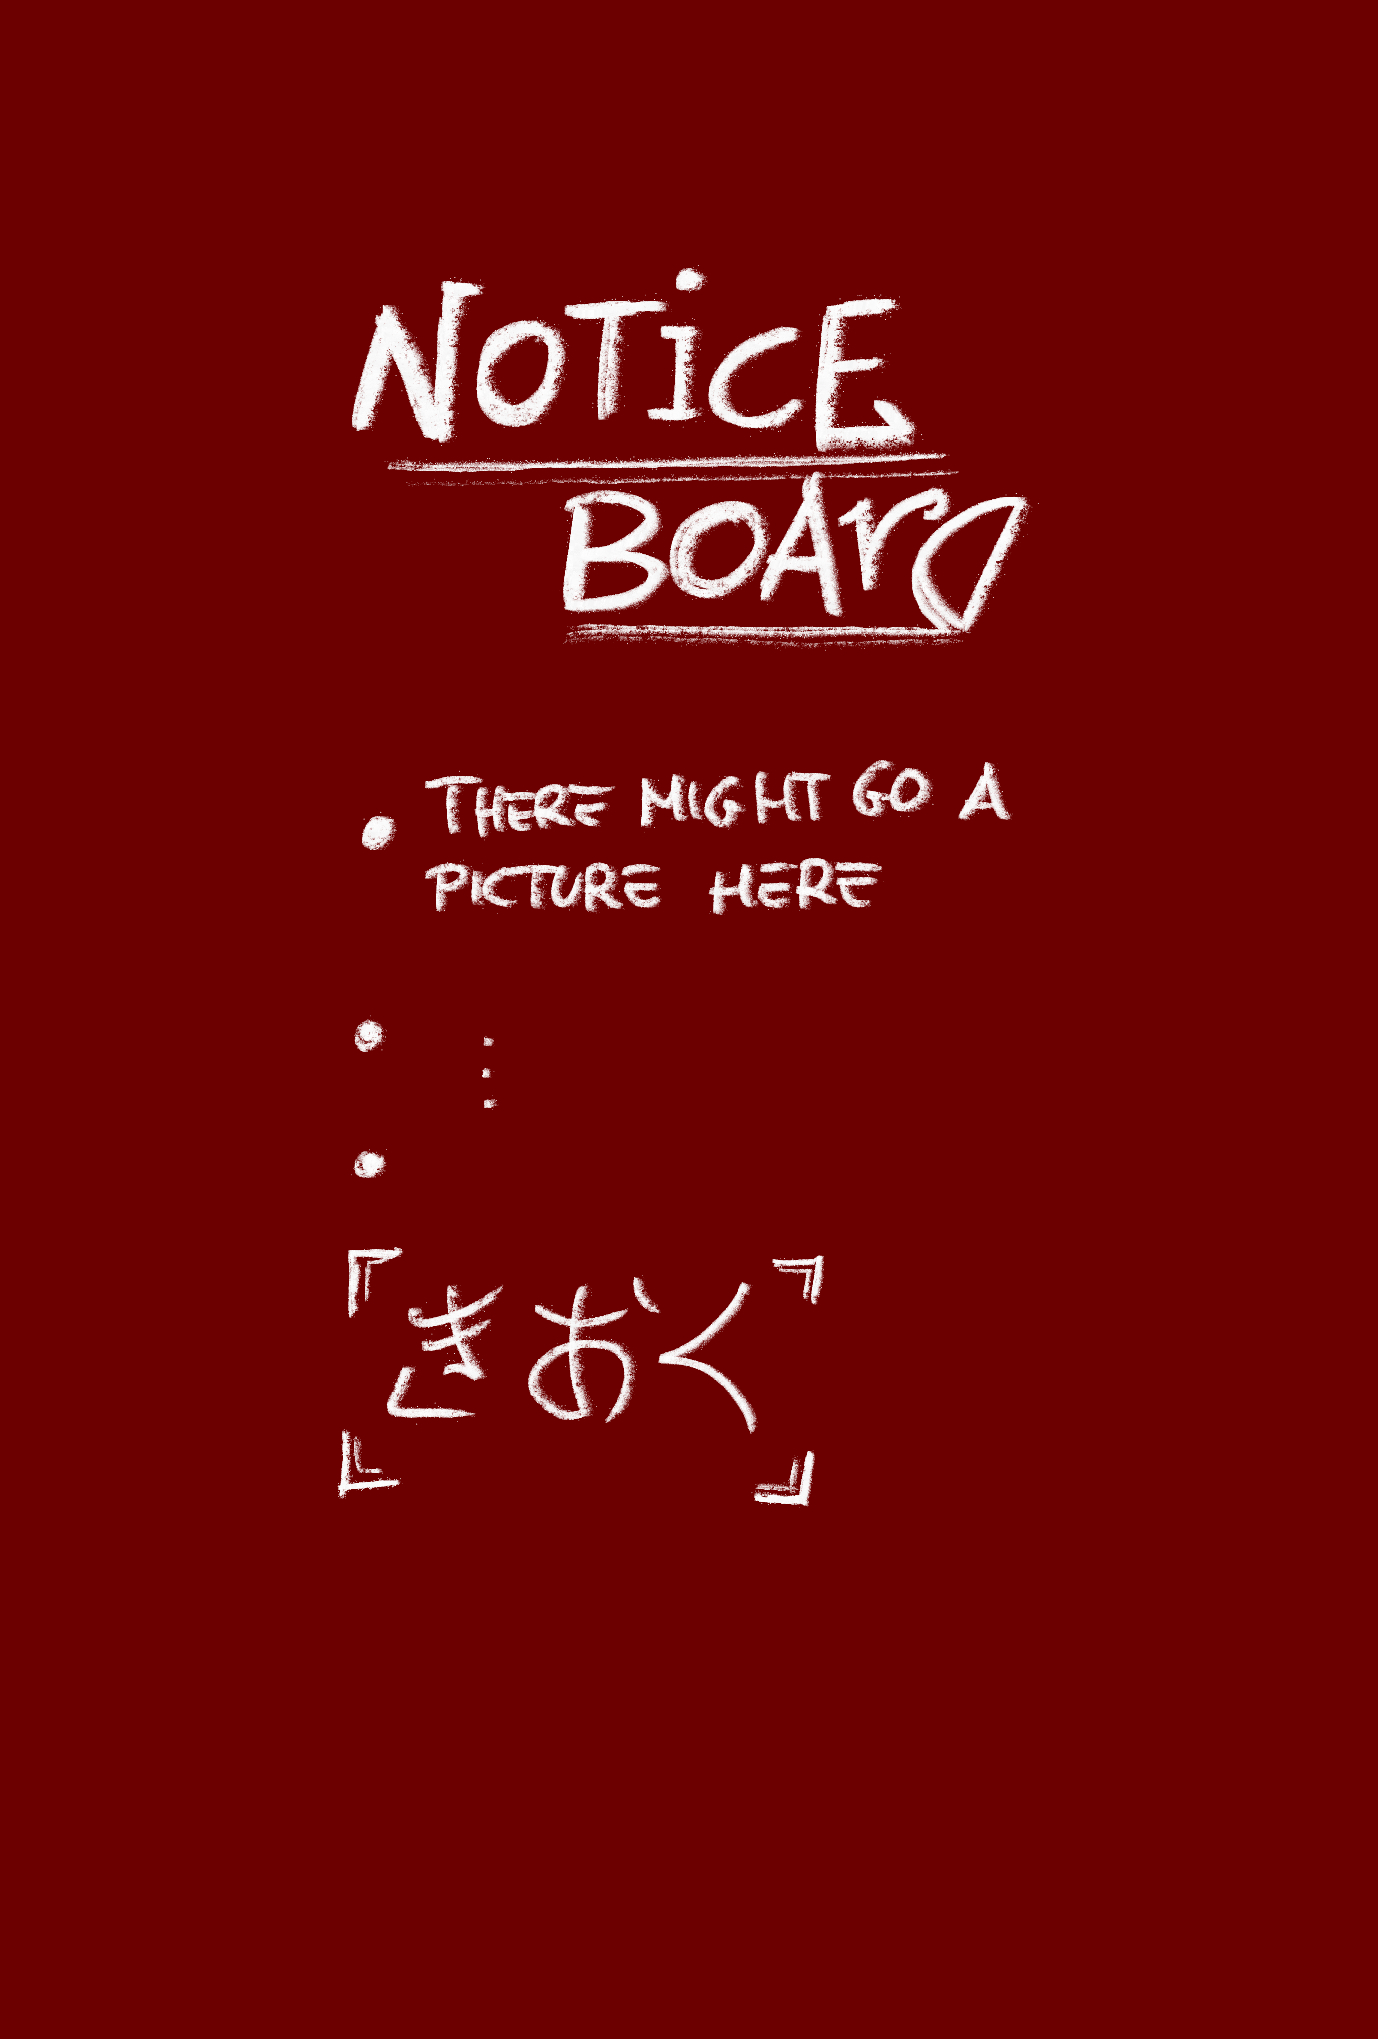 NOTiCE
BOArD
• THERE MIGHT GO A
PICTURE HERE
• ⋮
•
きおく